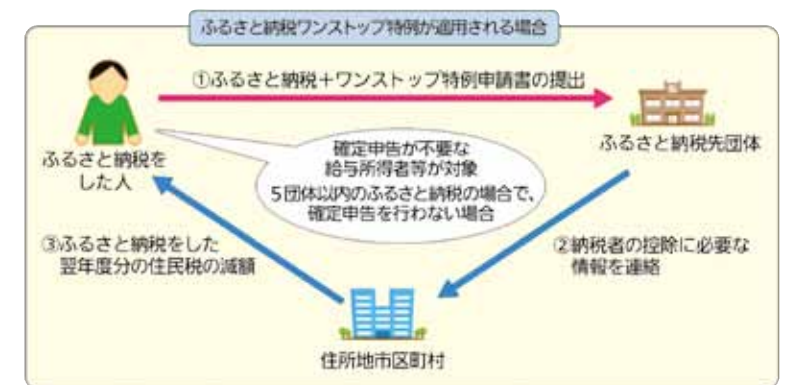 ふるさと納税ワンストップ特例が適用される場合
①ふるさと納税+ワンストップ特例申請書の提出
ふるさと納税を
した人
ふるさと納税先団体
確定申告が不要な
給与所得者等が対象
5団体以内のふるさと納税の場合で、
確定申告を行わない場合
③ふるさと納税をした
翌年度分の住民税の減額
②納税者の控除に必要な
情報を連絡
住所地市区町村